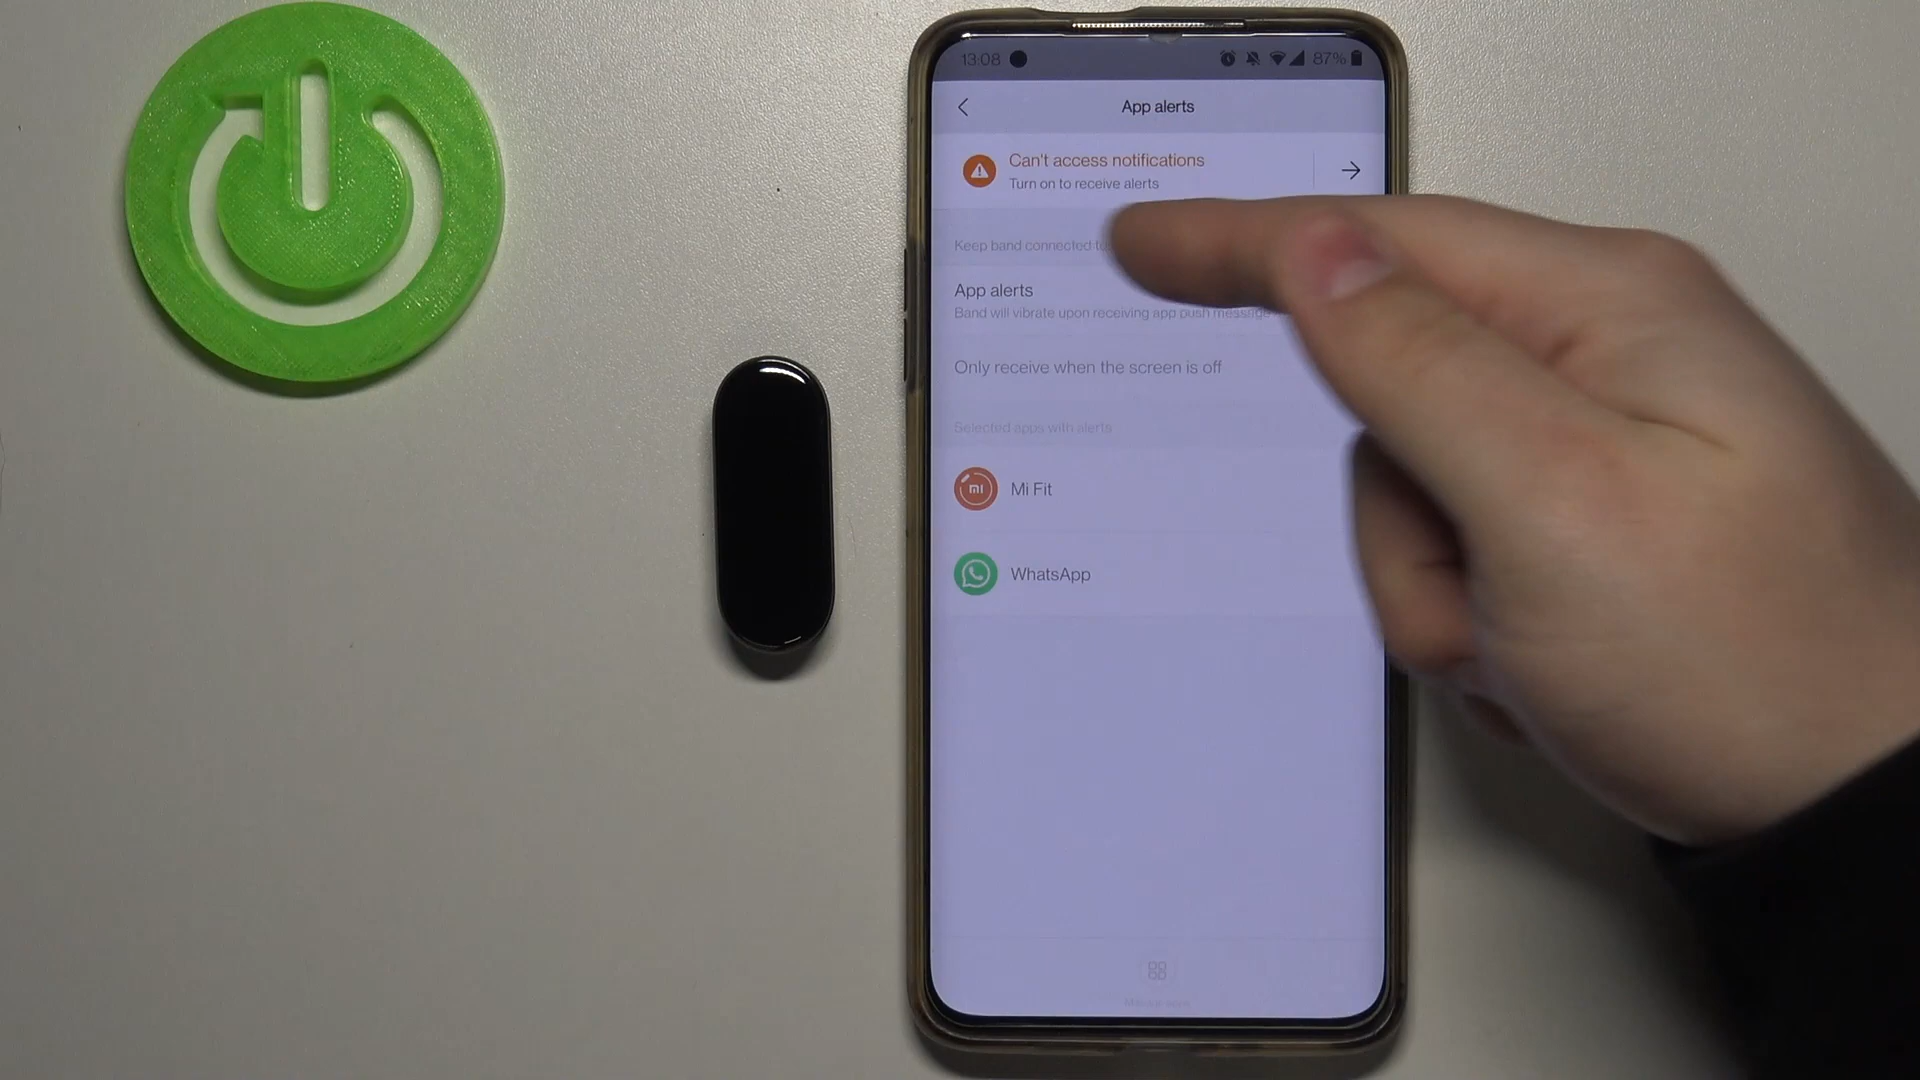 13:08
87%
App alerts
Can't access notifications
Turn on to receive alerts
Keep band connected
App alerts
Band will vibrate upon receiving app push message
Only receive when the screen is off
Selected apps with alerts
mi
Mi Fit
WhatsApp